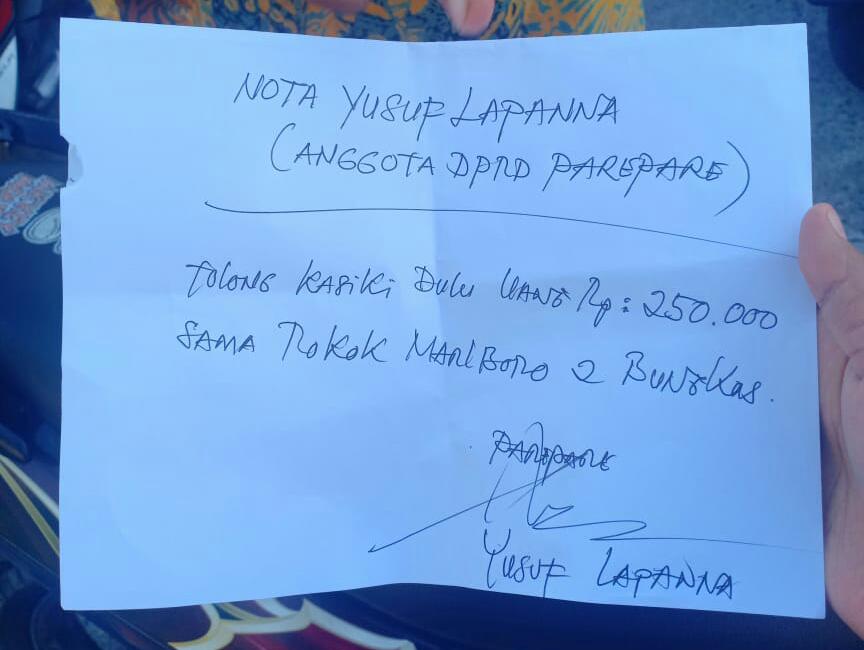 NOTA YUSUF LAPANNA
(ANGGOTA DPRD PAREPARE)
Tolong KASiKi DuLu UANG Rp: 250.000
SAMA ROKOK MARlBoRo 2 BUNGKus.
PAREPARE
YUSUF LAPANNA